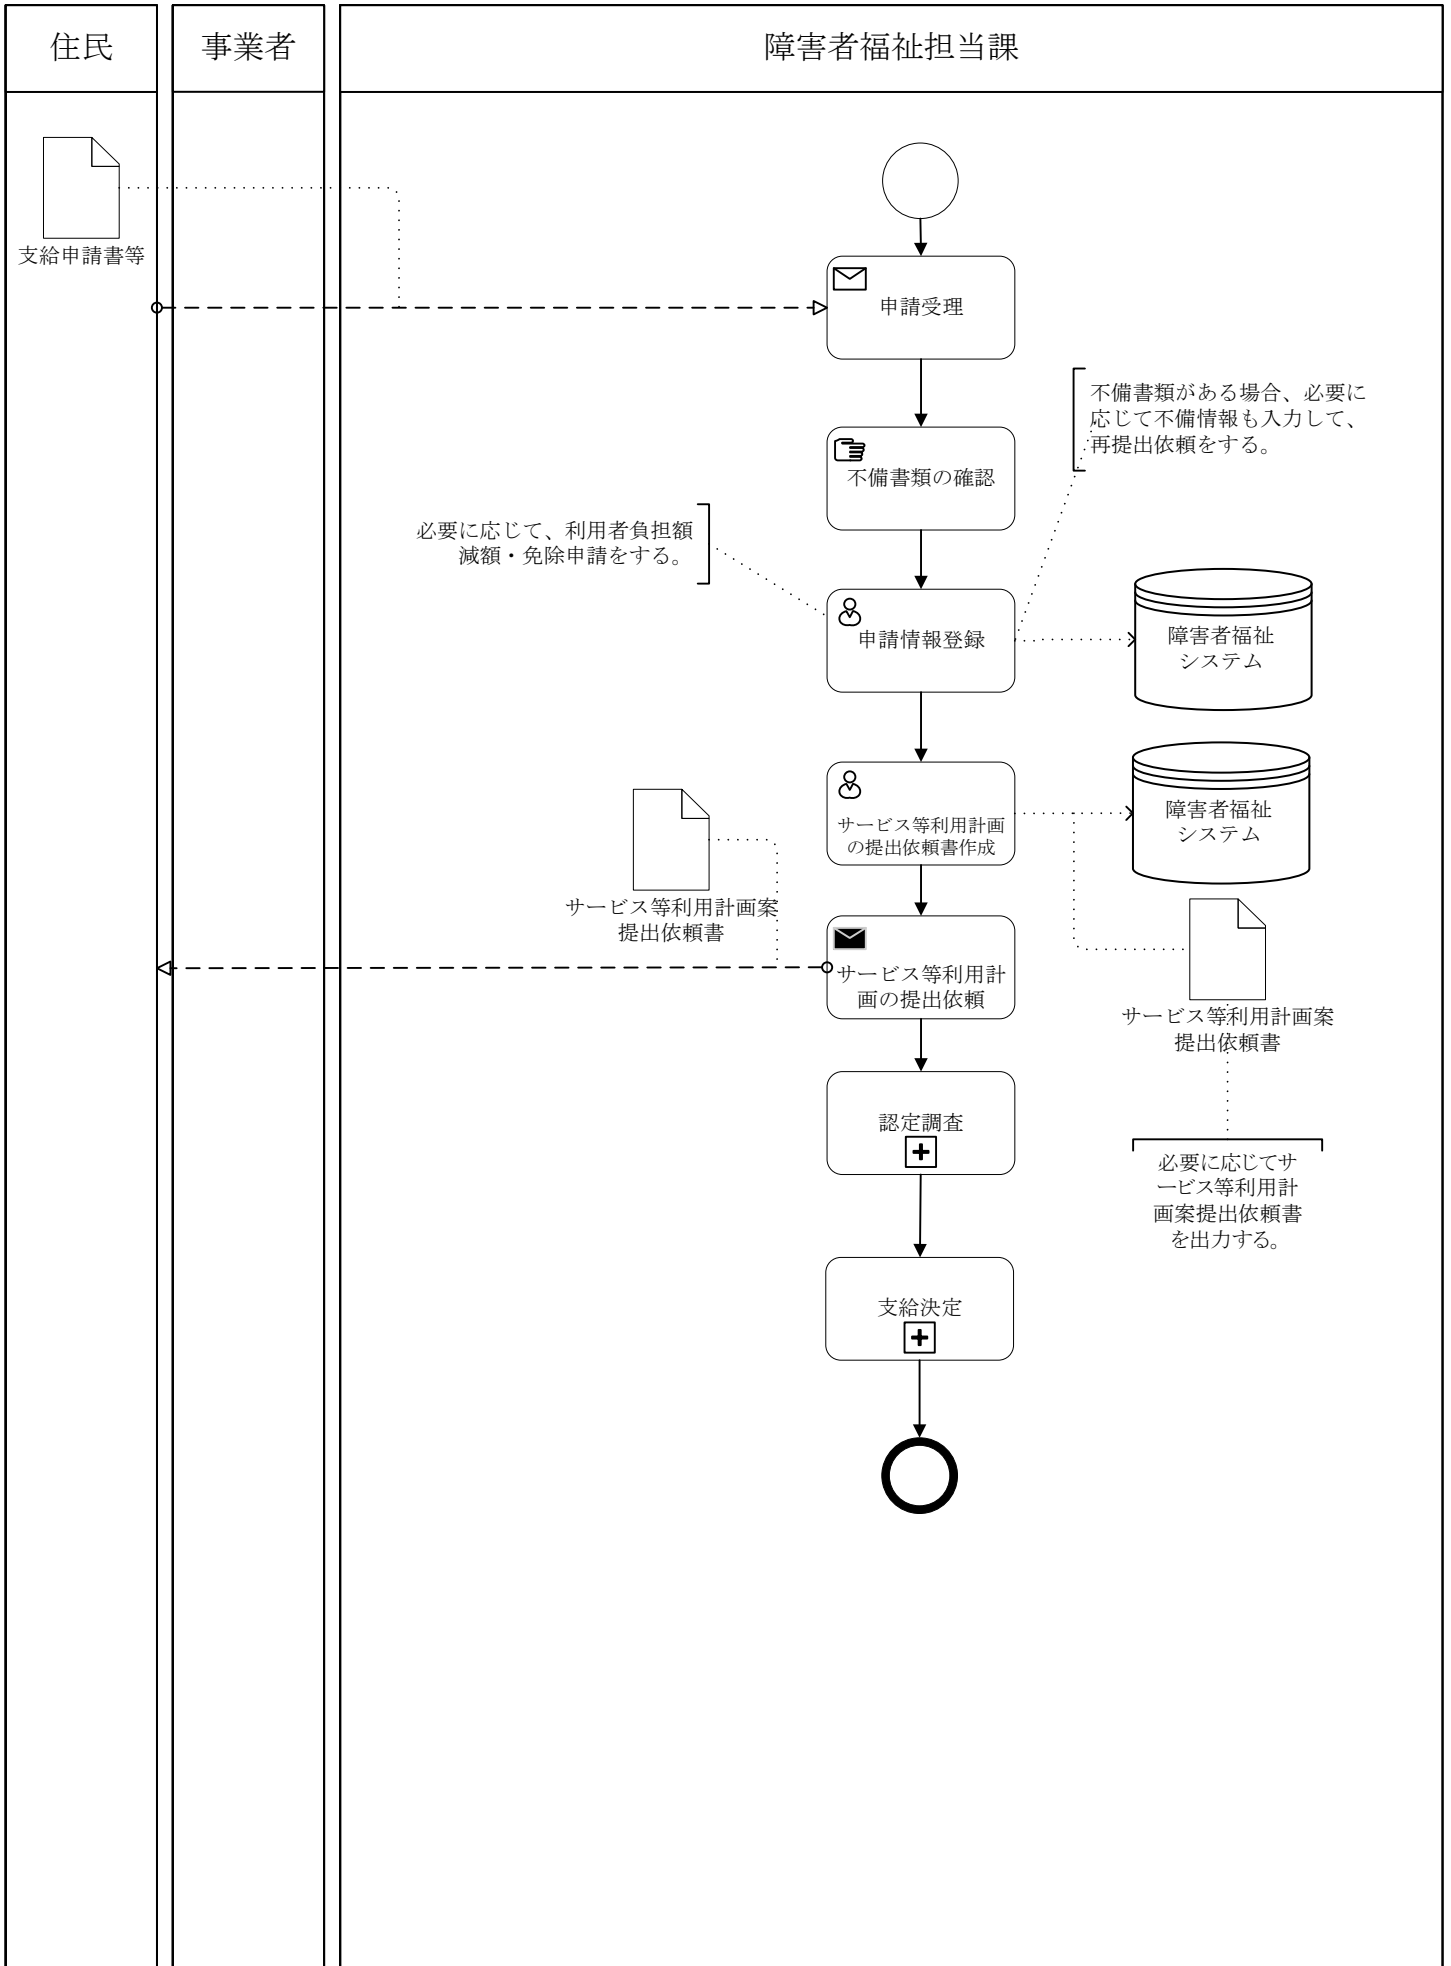 住民
事業者
障害者福祉担当課
支給申請書等
申請受理
不備書類がある場合、必要に
応じて不備情報も入力して、
再提出依頼をする。
不備書類の確認
必要に応じて、利用者負担額
減額・免除申請をする。
申請情報登録
障害者福祉
システム
サービス等利用計画
の提出依頼書作成
障害者福祉
システム
サービス等利用計画案
提出依頼書
サービス等利用計
画の提出依頼
サービス等利用計画案
提出依頼書
認定調査
必要に応じてサ
ービス等利用計
画案提出依頼書
を出力する。
支給決定